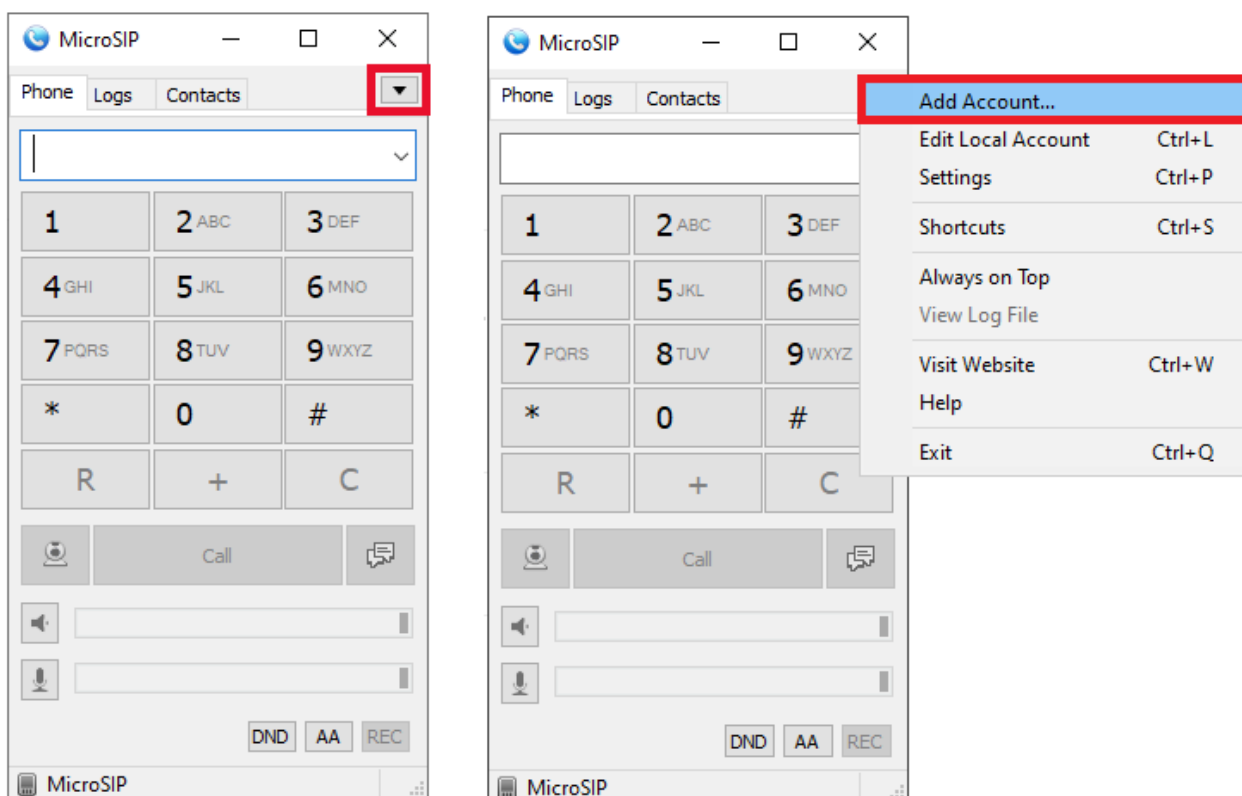 MicroSIP
Phone Logs Contacts
1 2 ABC 3 DEF
4 GHI 5 JKL 6 MNO
7 PQRS 8 TUV 9 WXYZ
* 0 #
R + C
Call
DND AA REC
MicroSIP
MicroSIP
Phone Logs Contacts
1 2 ABC 3 DEF
4 GHI 5 JKL 6 MNO
7 PQRS 8 TUV 9 WXYZ
* 0 #
R + C
Call
DND AA REC
MicroSIP
Add Account...
Edit Local Account Ctrl+L
Settings Ctrl+P
Shortcuts Ctrl+S
Always on Top
View Log File
Visit Website Ctrl+W
Help
Exit Ctrl+Q